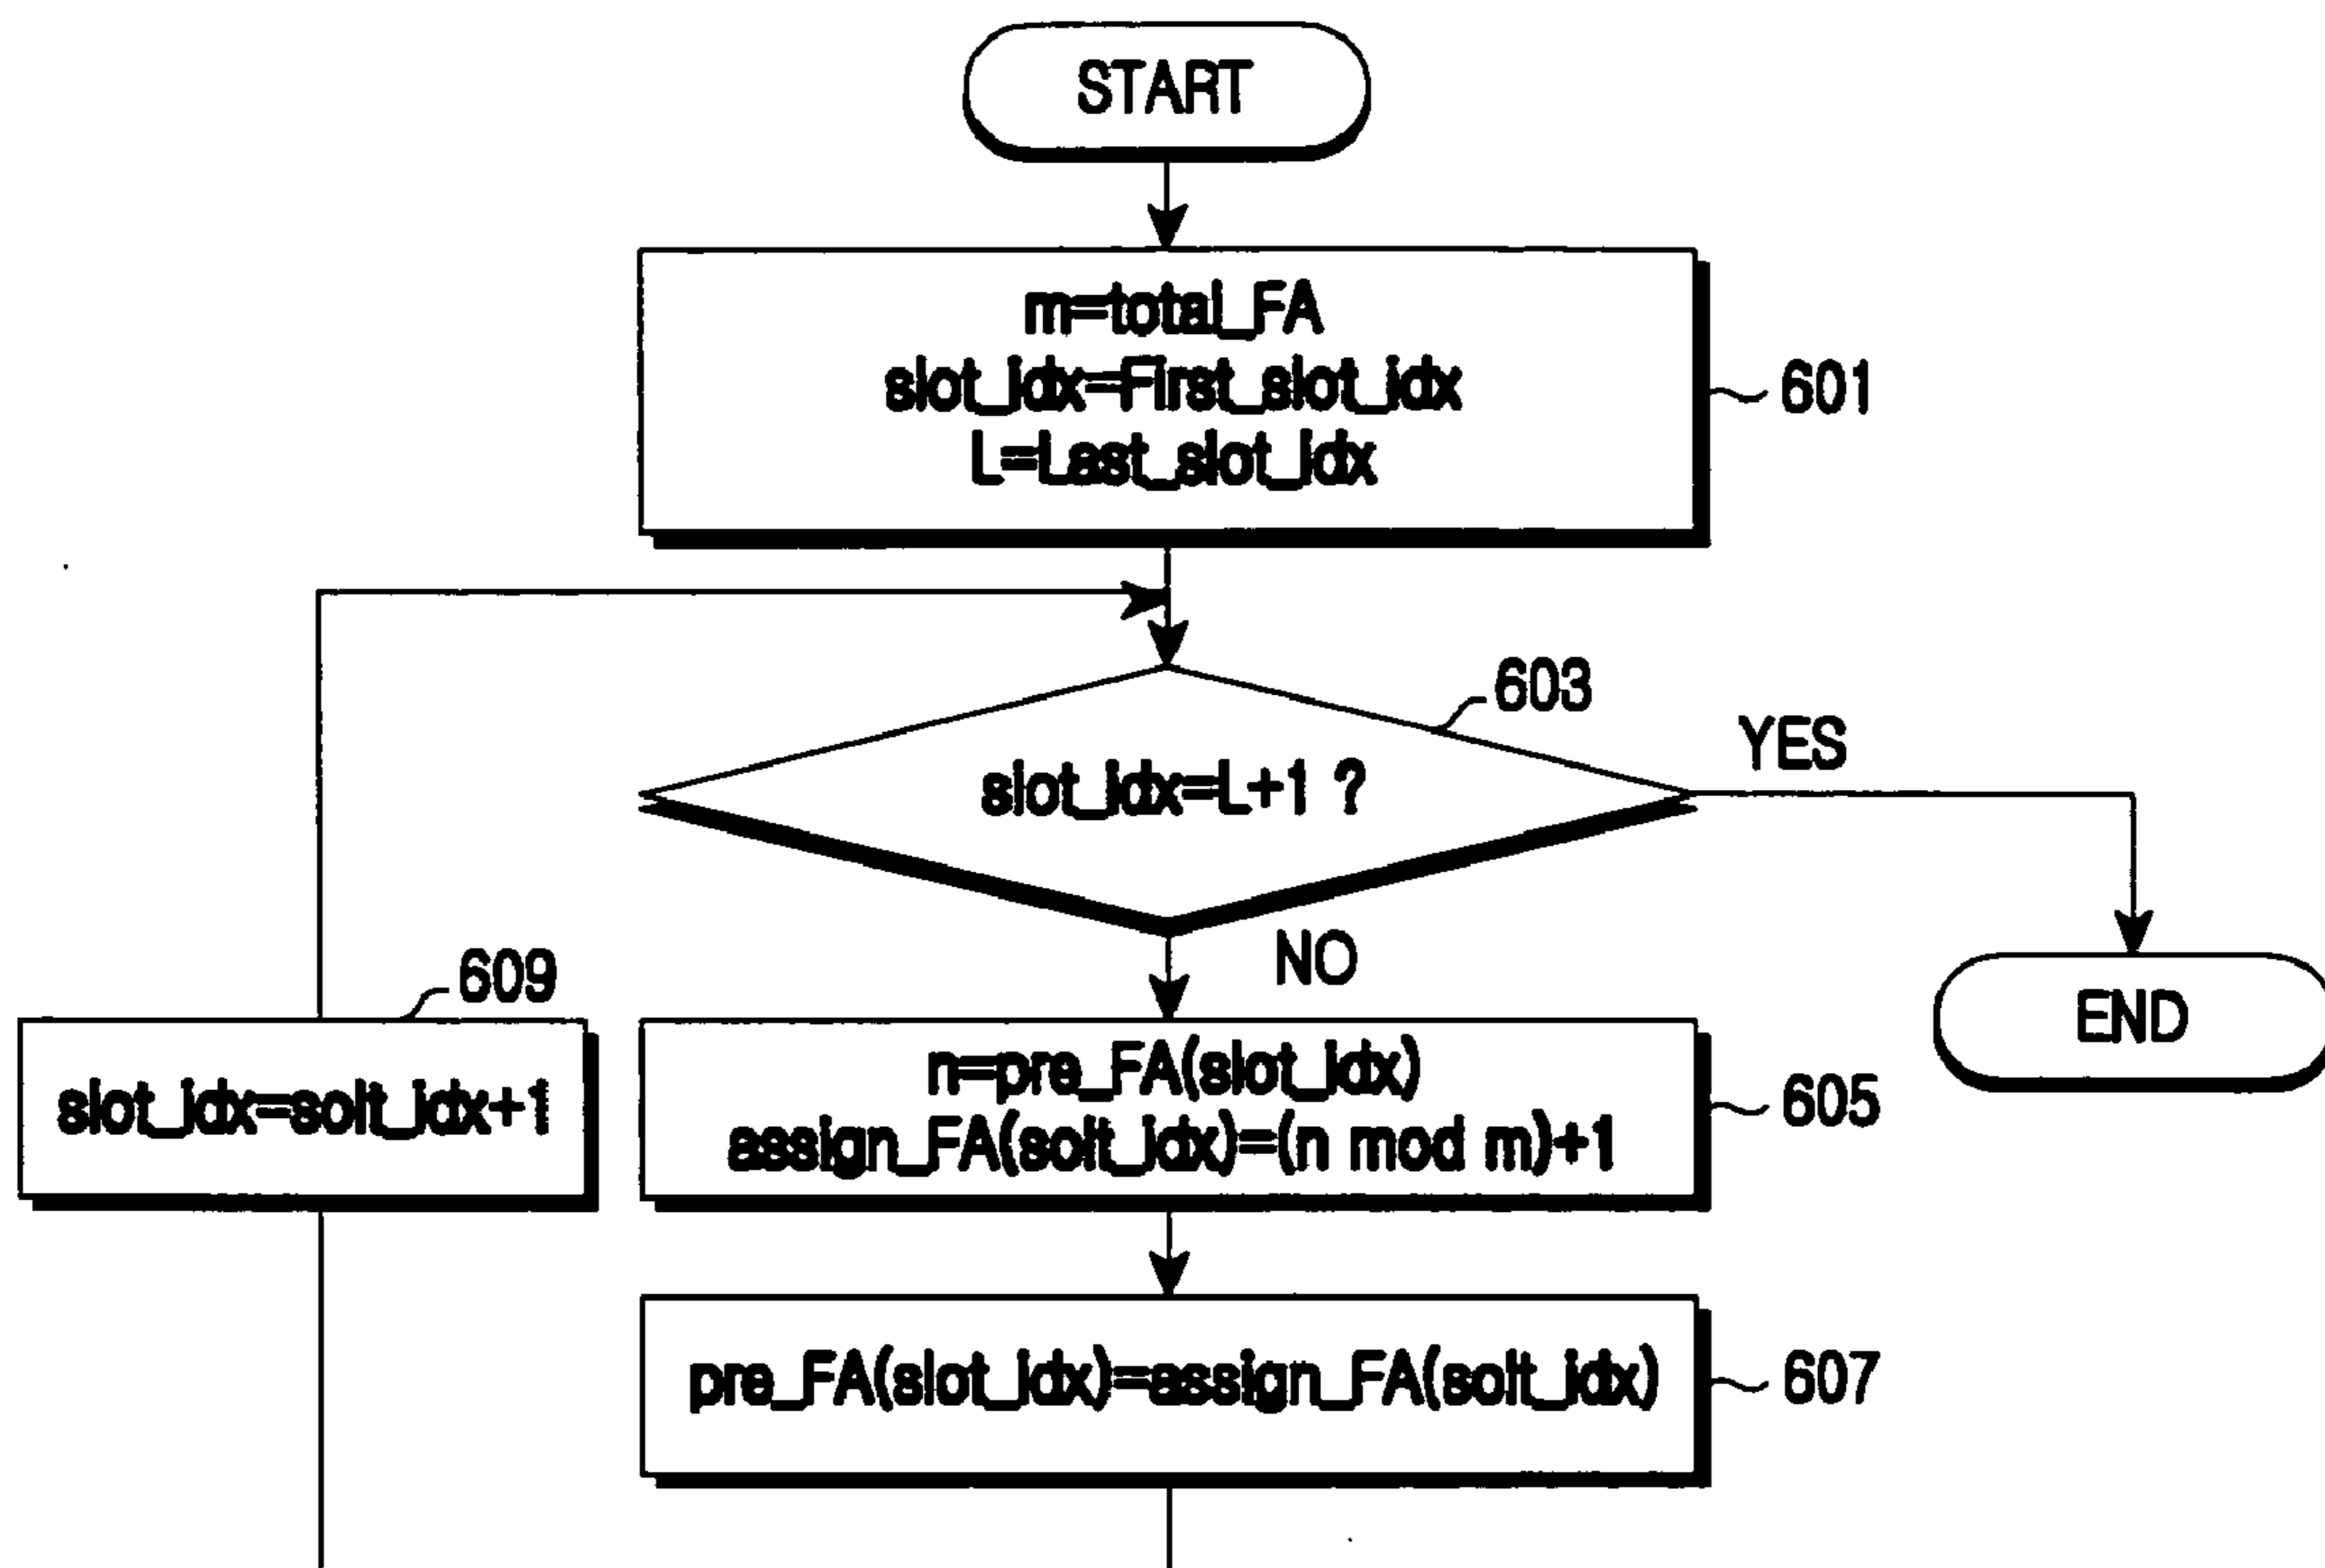 START
m=total_FA
slot_idx=First_slot_idx
L=Last_slot_idx
601
603
slot_idx=L+1 ?
YES
NO
END
609
slot_idx=solt_idx+1
n=pre_FA(slot_idx)
assign_FA(solt_idx)=(n mod m)+1
605
pre_FA(slot_idx)=assign_FA(solt_idx)
607